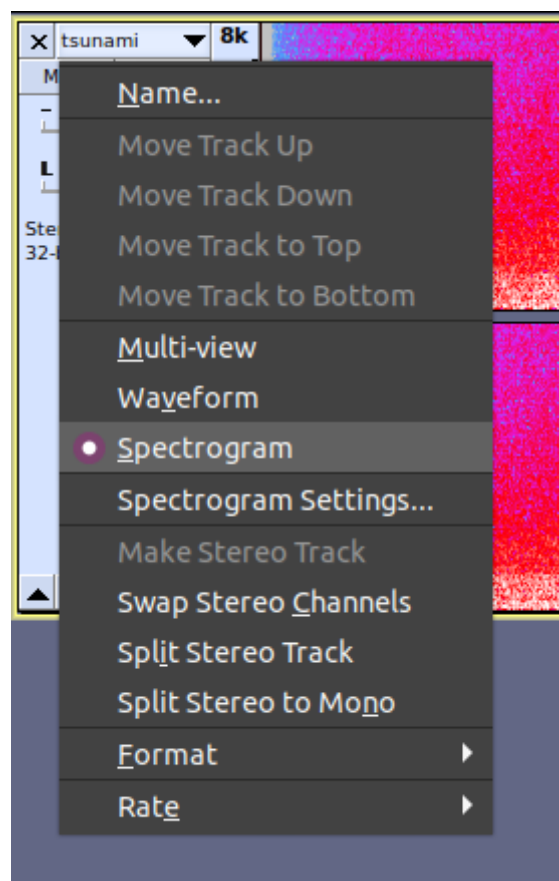 tsunami
8k
M
L
Ste
32-
Name...
Move Track Up
Move Track Down
Move Track to Top
Move Track to Bottom
Multi-view
Waveform
Spectrogram
Spectrogram Settings...
Make Stereo Track
Swap Stereo Channels
Split Stereo Track
Split Stereo to Mono
Format
Rate